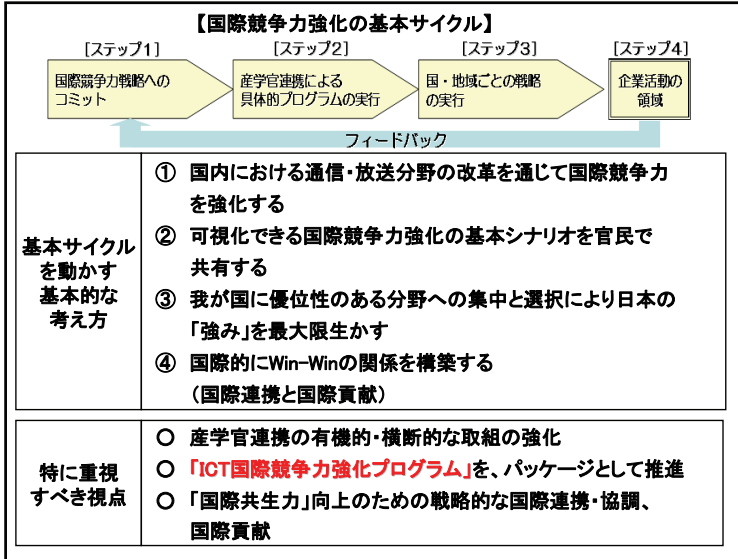 【国際競争力強化の基本サイクル】
[ステップ1]
[ステップ2]
[ステップ3]
[ステップ4]
国際競争力戦略への
コミット
産学官連携による
具体的プログラムの実行
国・地域ごとの戦略
の実行
企業活動の
領域
フィードバック
基本サイクル
を動かす
基本的な
考え方
① 国内における通信・放送分野の改革を通じて国際競争力
を強化する
② 可視化できる国際競争力強化の基本シナリオを官民で
共有する
③ 我が国に優位性のある分野への集中と選択により日本の
「強み」を最大限生かす
④ 国際的にWin-Winの関係を構築する
（国際連携と国際貢献）
特に重視
すべき視点
○ 産学官連携の有機的・横断的な取組の強化
○ 「ICT国際競争力強化プログラム」を、パッケージとして推進
○ 「国際共生力」向上のための戦略的な国際連携・協調、
国際貢献